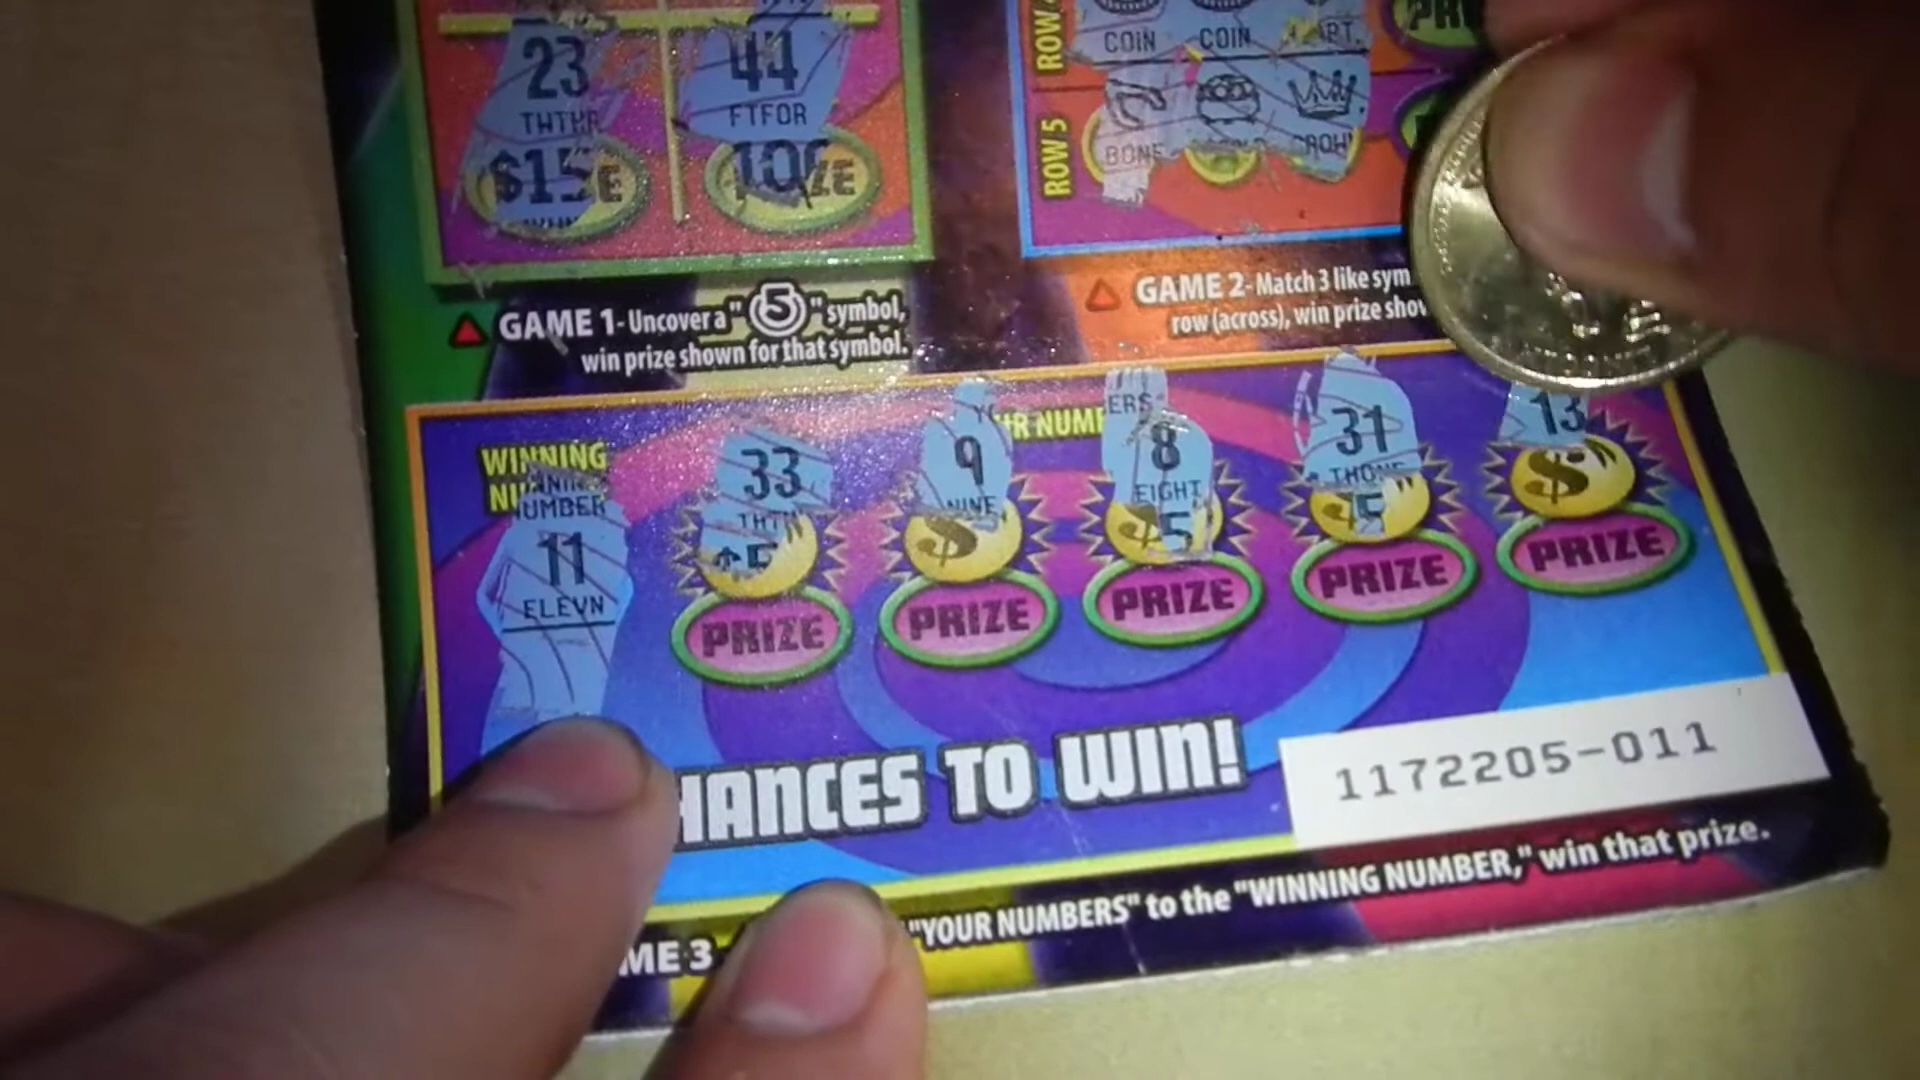 23
44
THTHR
FTFOR
$15
ROW 5
COIN
COIN
BONE
GAME 1 - Uncover a "5" symbol,
win prize shown for that symbol.
GAME 2 - Match 3 like sym
row (across), win prize show
WINNING
NUMBER
11
ELEVN
33
9
NINE
8
EIGHT
5
31
THONE
13
$
$
PRIZE
PRIZE
PRIZE
PRIZE
PRIZE
HANCES TO WIN!
1172205-011
ME 3
"YOUR NUMBERS" to the "WINNING NUMBER," win that prize.